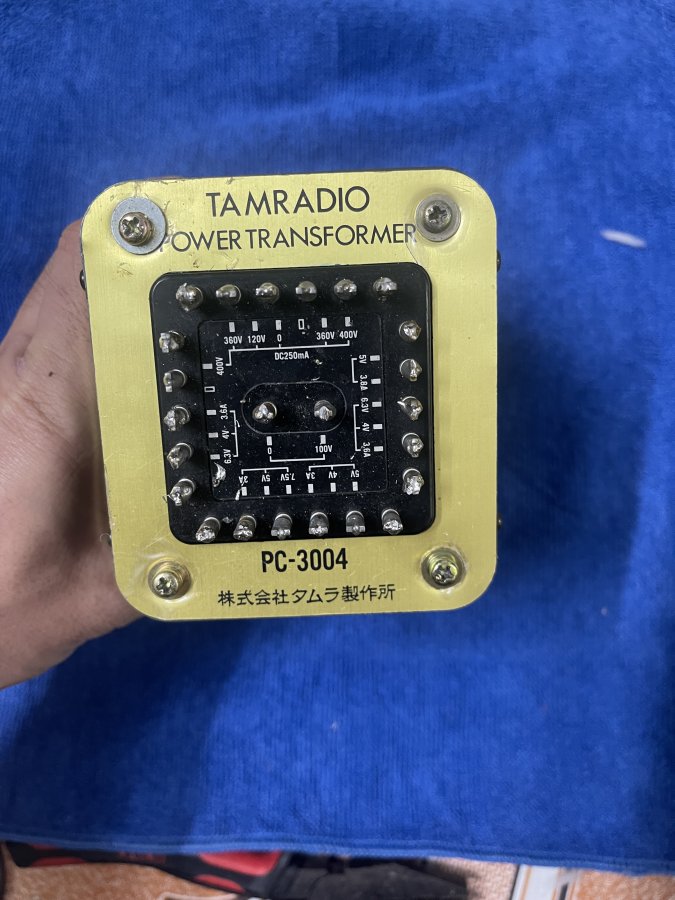 TAMRADIO
POWER TRANSFORMER
360V 120V 0 360V 400V
DC250mA
400V
3.6A
4V
6.3V
5V
3.8A
6.3V
4V
3.6A
0 100V
3A 5V 7.5V 3A 4V 5V
0
PC-3004
株式会社タムラ製作所